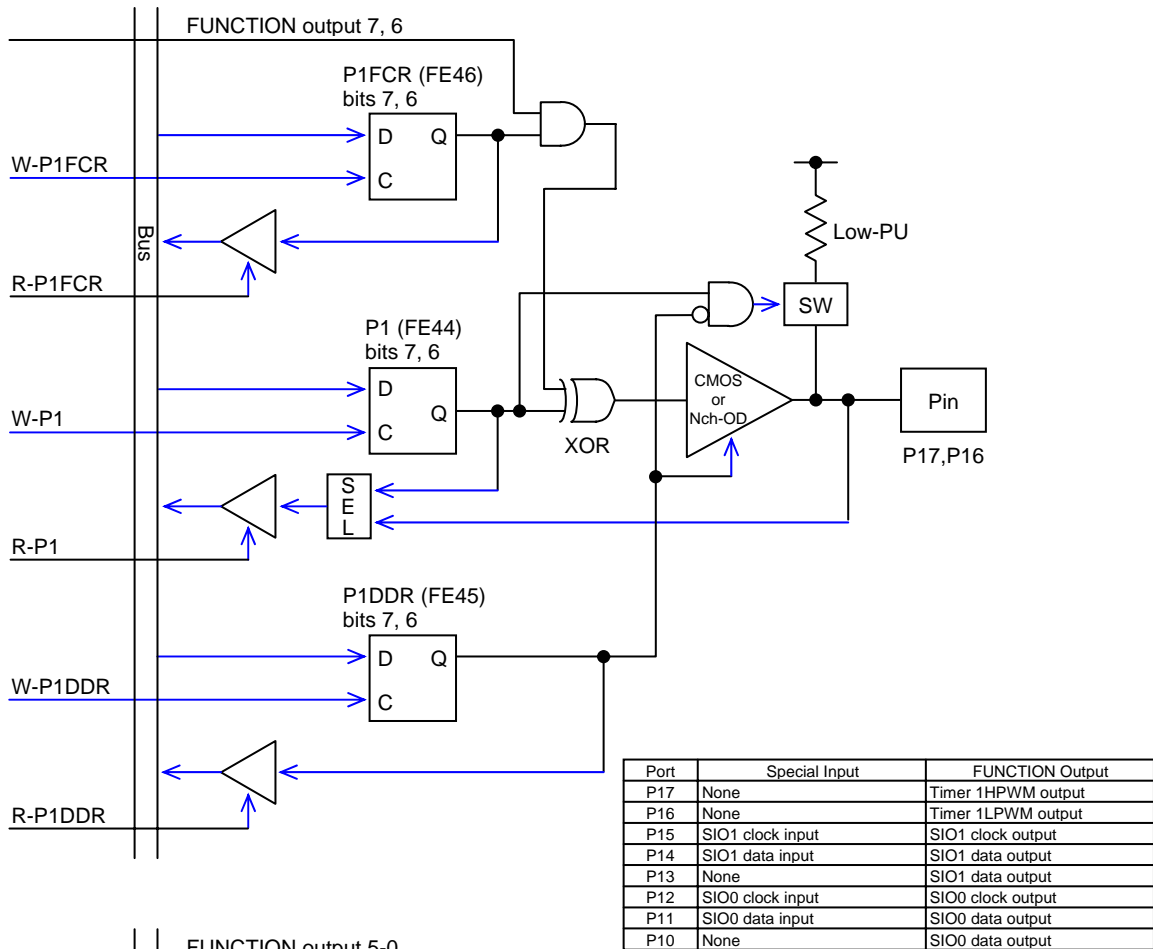 FUNCTION output 7, 6
P1FCR (FE46)
bits 7, 6
D Q
W-P1FCR
C
Bus
Low-PU
R-P1FCR
SW
P1 (FE44)
bits 7, 6
D
Q
CMOS
or
Nch-OD
Pin
W-P1
C
XOR
P17,P16
SEL
R-P1
P1DDR (FE45)
bits 7, 6
D Q
W-P1DDR
C
R-P1DDR
Port Special Input FUNCTION Output
P17 None Timer 1HPWM output
P16 None Timer 1LPWM output
P15 SIO1 clock input SIO1 clock output
P14 SIO1 data input SIO1 data output
P13 None SIO1 data output
P12 SIO0 clock input SIO0 clock output
P11 SIO0 data input SIO0 data output
P10 None SIO0 data output
FUNCTION output 5-0